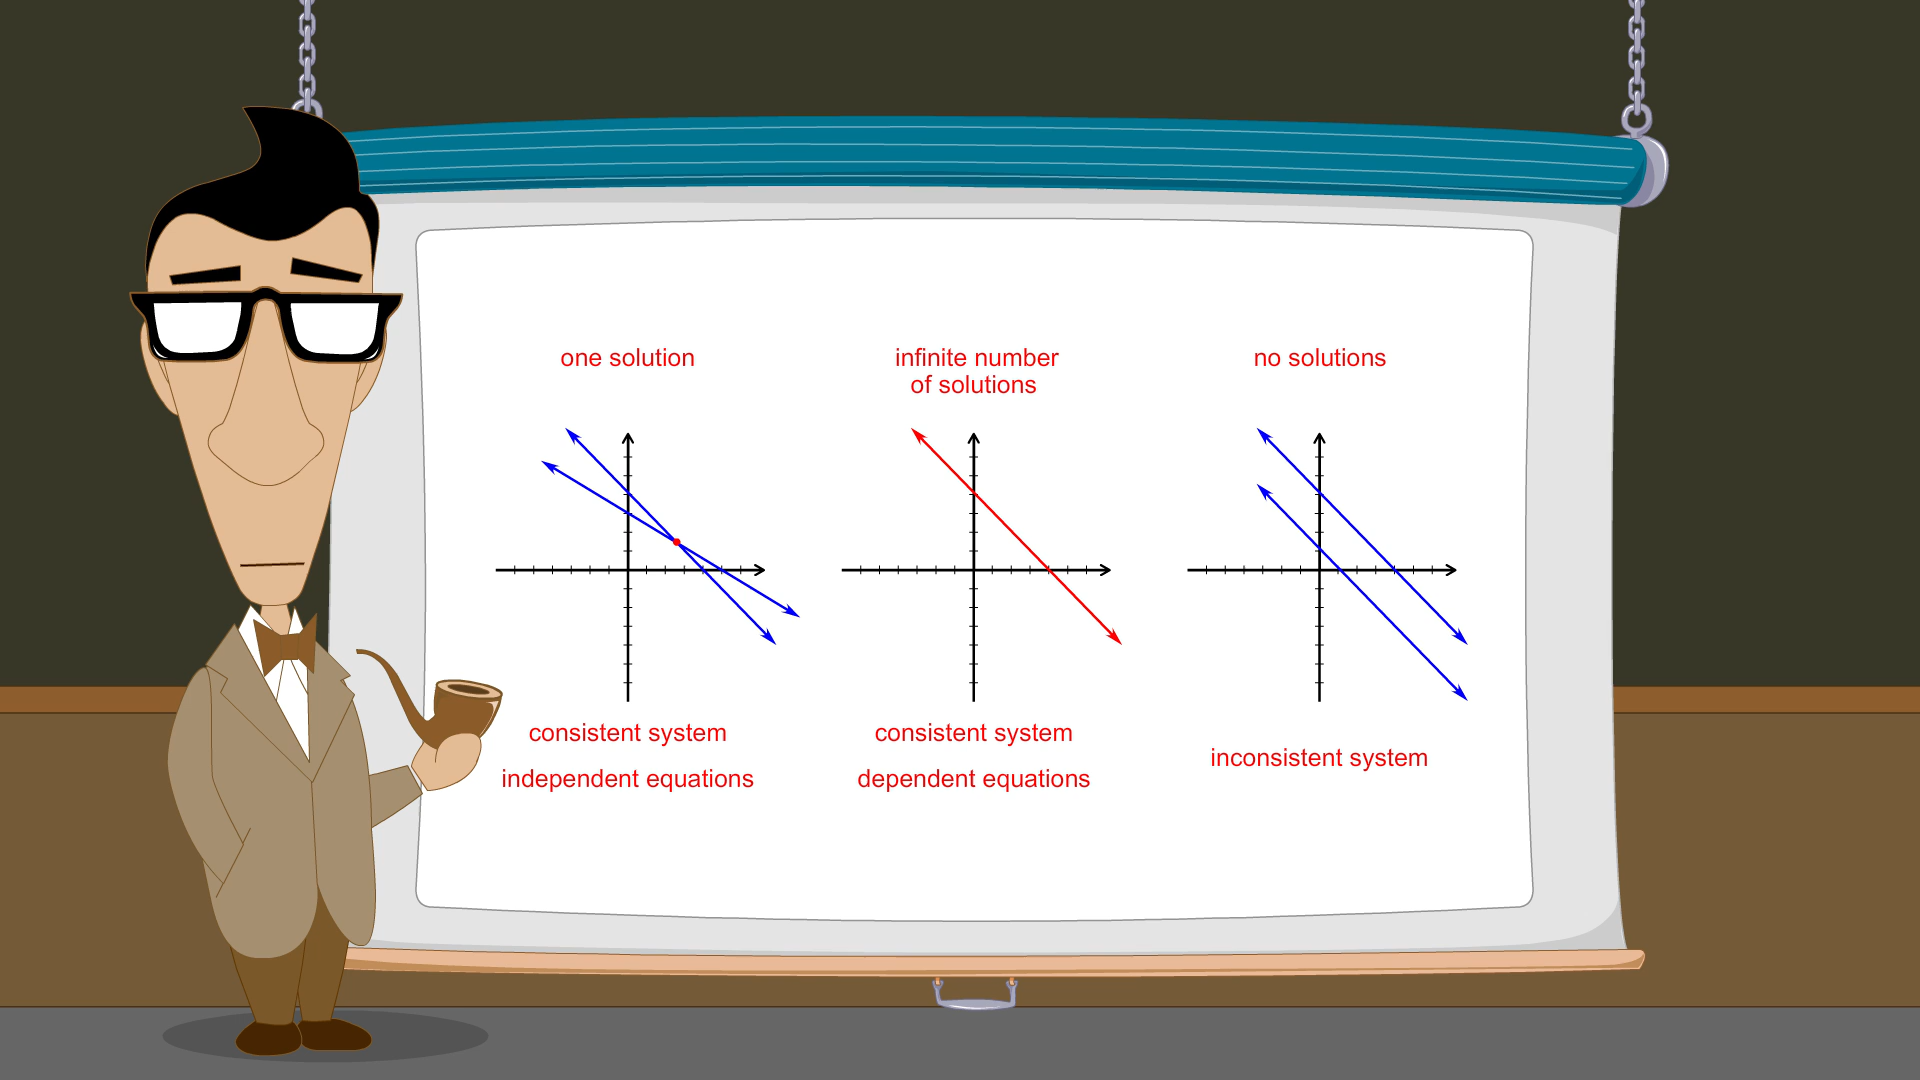 one solution
infinite number
of solutions
no solutions
consistent system
independent equations
consistent system
dependent equations
inconsistent system